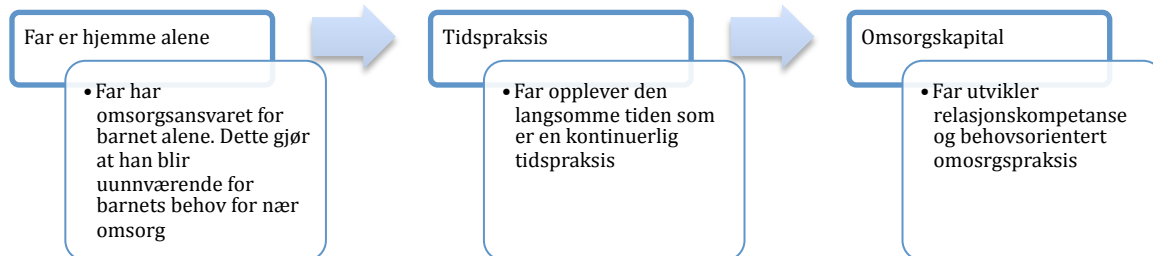 Far er hjemme alene
• Far har
omsorgsansvaret for
barnet alene. Dette gjør
at han blir
uunnværende for
barnets behov for nær
omsorg
Tidspraksis
• Far opplever den
langsomme tiden som
er en kontinuerlig
tidspraksis
Omsorgskapital
• Far utvikler
relasjonskompetanse
og behovsorientert
omosrgspraksis